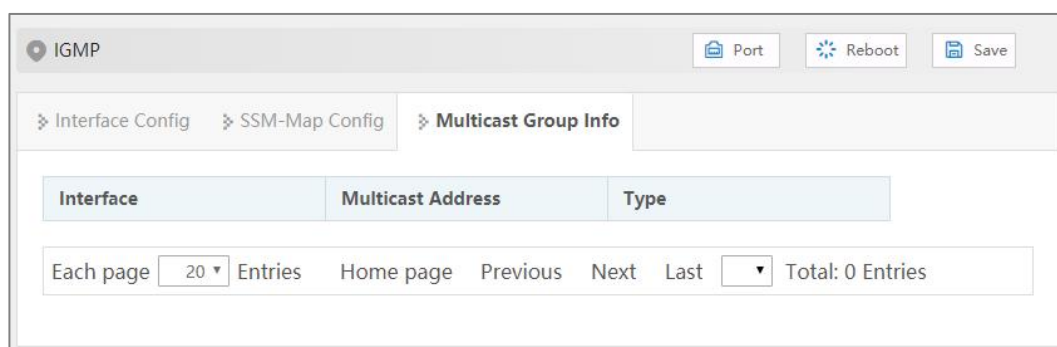 IGMP Port Reboot Save
Interface Config SSM-Map Config Multicast Group Info
Interface Multicast Address Type
Each page 20 Entries Home page Previous Next Last Total: 0 Entries